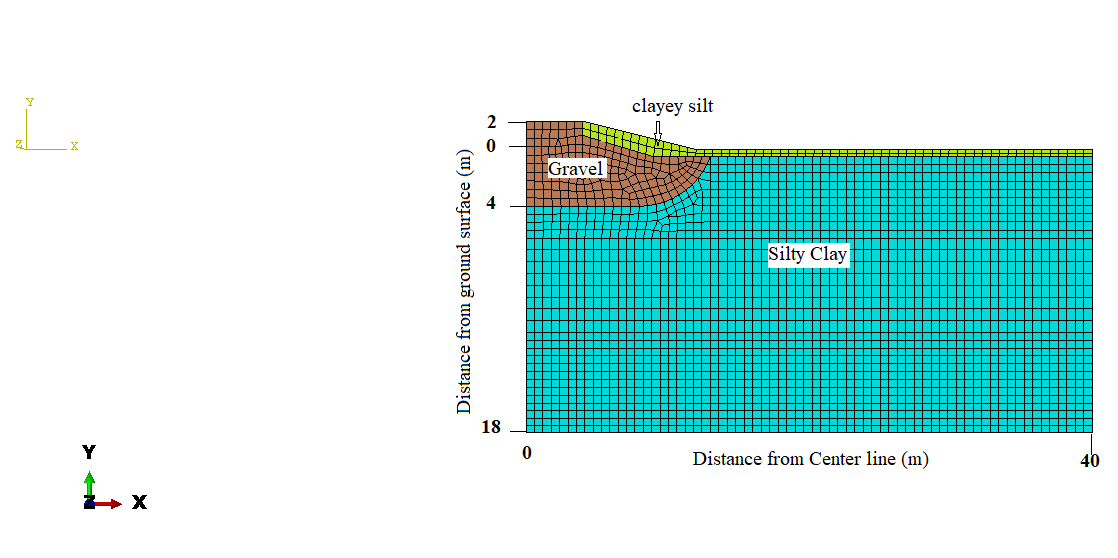 clayey silt
Y
Z
X
2
0
Gravel
4
Distance from ground surface (m)
Silty Clay
18
0
Distance from Center line (m)
40
Y
Z
X